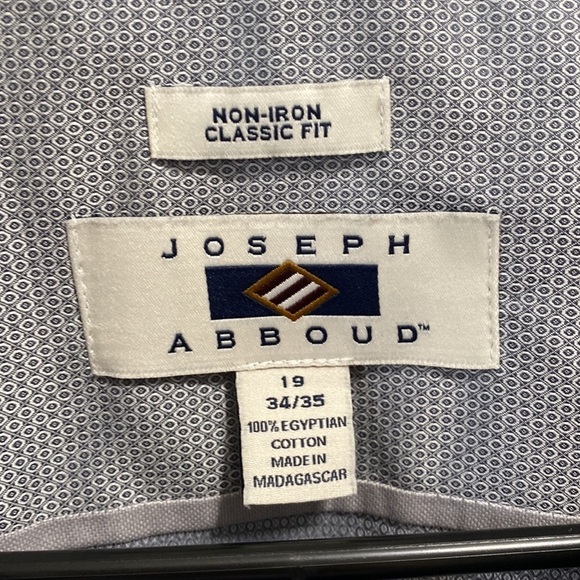 NON-IRON
CLASSIC FIT
JOSEPH
ABBOUD™
19
34/35
100% EGYPTIAN
COTTON
MADE IN
MADAGASCAR